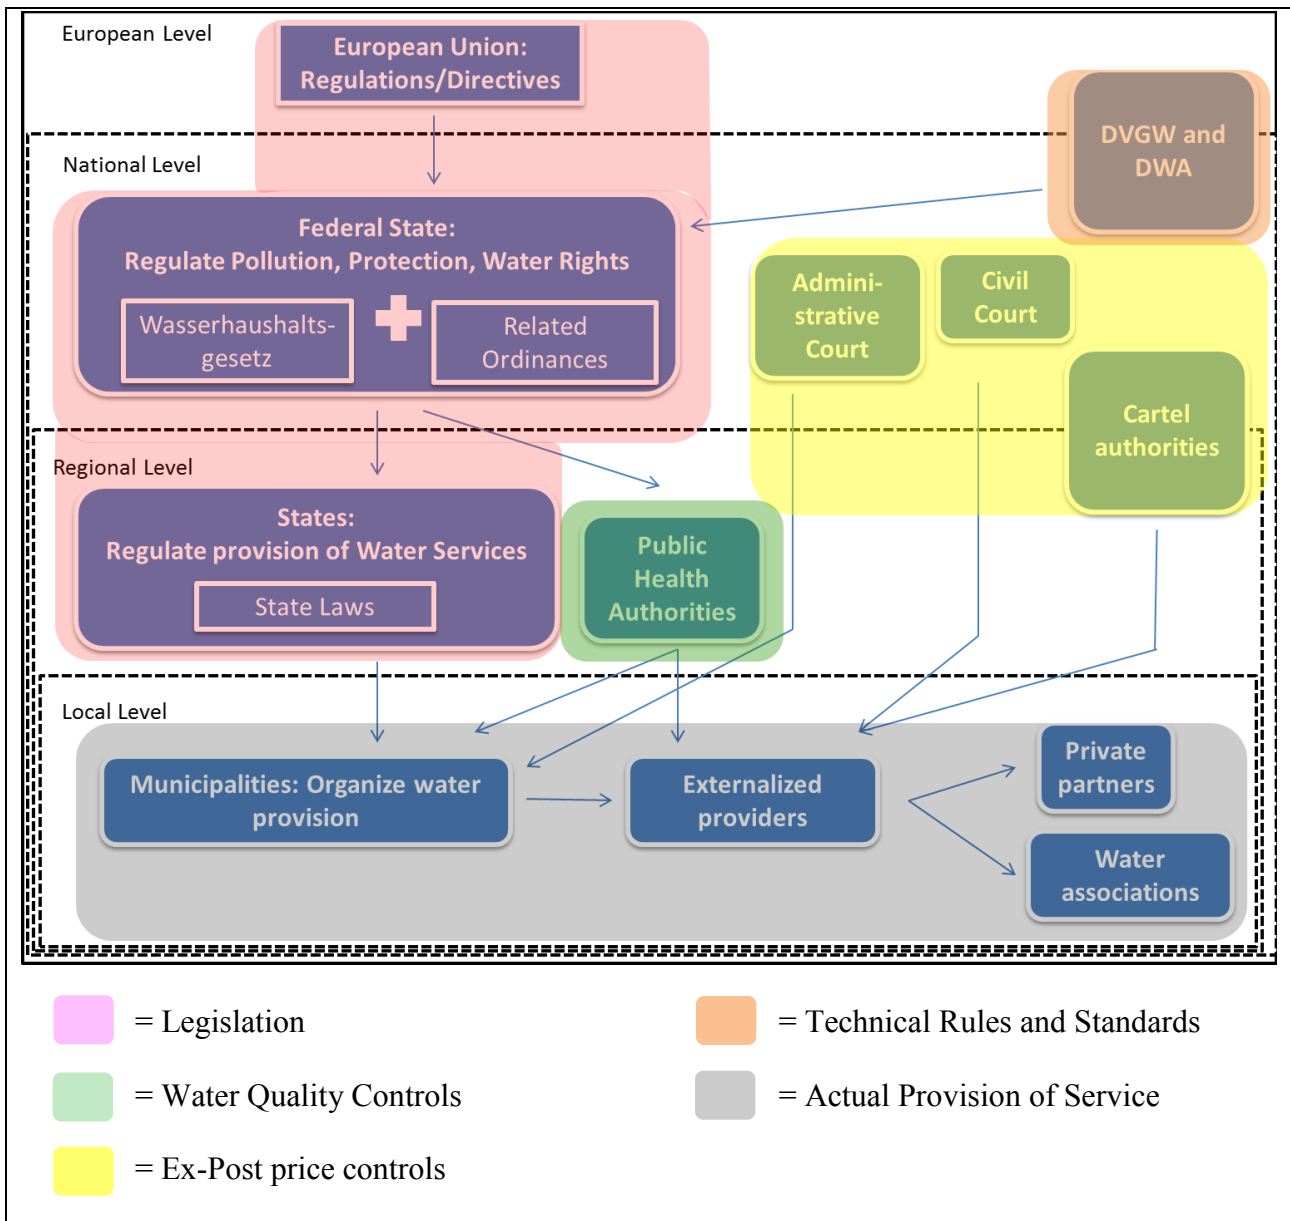 European Level
European Union:
Regulations/Directives
DVGW and
DWA
National Level
Federal State:
Regulate Pollution, Protection, Water Rights
Wasserhaushalts-
gesetz
Related
Ordinances
Admini-
strative
Court
Civil
Court
Cartel
authorities
Regional Level
States:
Regulate provision of Water Services
State Laws
Public
Health
Authorities
Local Level
Municipalities: Organize water
provision
Externalized
providers
Private
partners
Water
associations
= Legislation
= Technical Rules and Standards
= Water Quality Controls
= Actual Provision of Service
= Ex-Post price controls